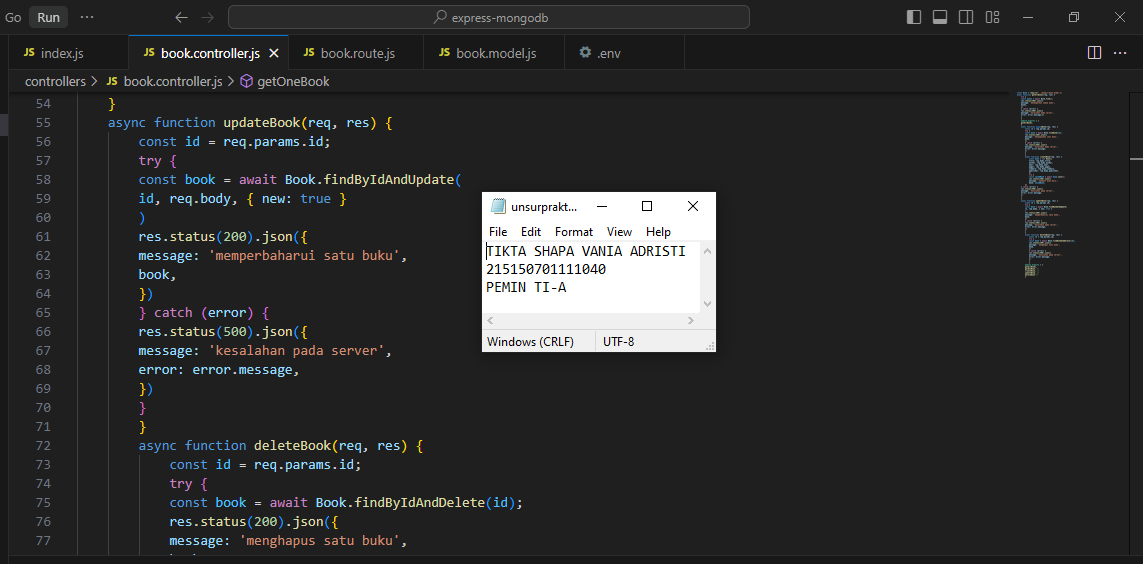 Go Run ··· express-mongodb
JS index.js JS book.controller.js JS book.route.js JS book.model.js .env
controllers > JS book.controller.js > getOneBook
54 }
55 async function updateBook(req, res) {
56 const id = req.params.id;
57 try {
58 const book = await Book.findByIdAndUpdate(
59 id, req.body, { new: true }
60 )
61 res.status(200).json({
62 message: 'memperbaharui satu buku',
63 book,
64 })
65 } catch (error) {
66 res.status(500).json({
67 message: 'kesalahan pada server',
68 error: error.message,
69 })
70 }
71 }
72 async function deleteBook(req, res) {
73 const id = req.params.id;
74 try {
75 const book = await Book.findByIdAndDelete(id);
76 res.status(200).json({
77 message: 'menghapus satu buku',
unsurprakt...
File Edit Format View Help
TIKTA SHAPA VANIA ADRISTI
215150701111040
PEMIN TI-A
Windows (CRLF) UTF-8